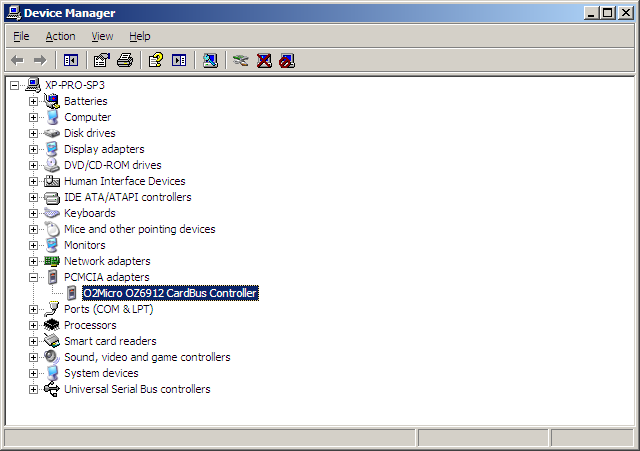 Device Manager
File Action View Help
XP-PRO-SP3
Batteries
Computer
Disk drives
Display adapters
DVD/CD-ROM drives
Human Interface Devices
IDE ATA/ATAPI controllers
Keyboards
Mice and other pointing devices
Monitors
Network adapters
PCMCIA adapters
O2Micro OZ6912 CardBus Controller
Ports (COM & LPT)
Processors
Smart card readers
Sound, video and game controllers
System devices
Universal Serial Bus controllers